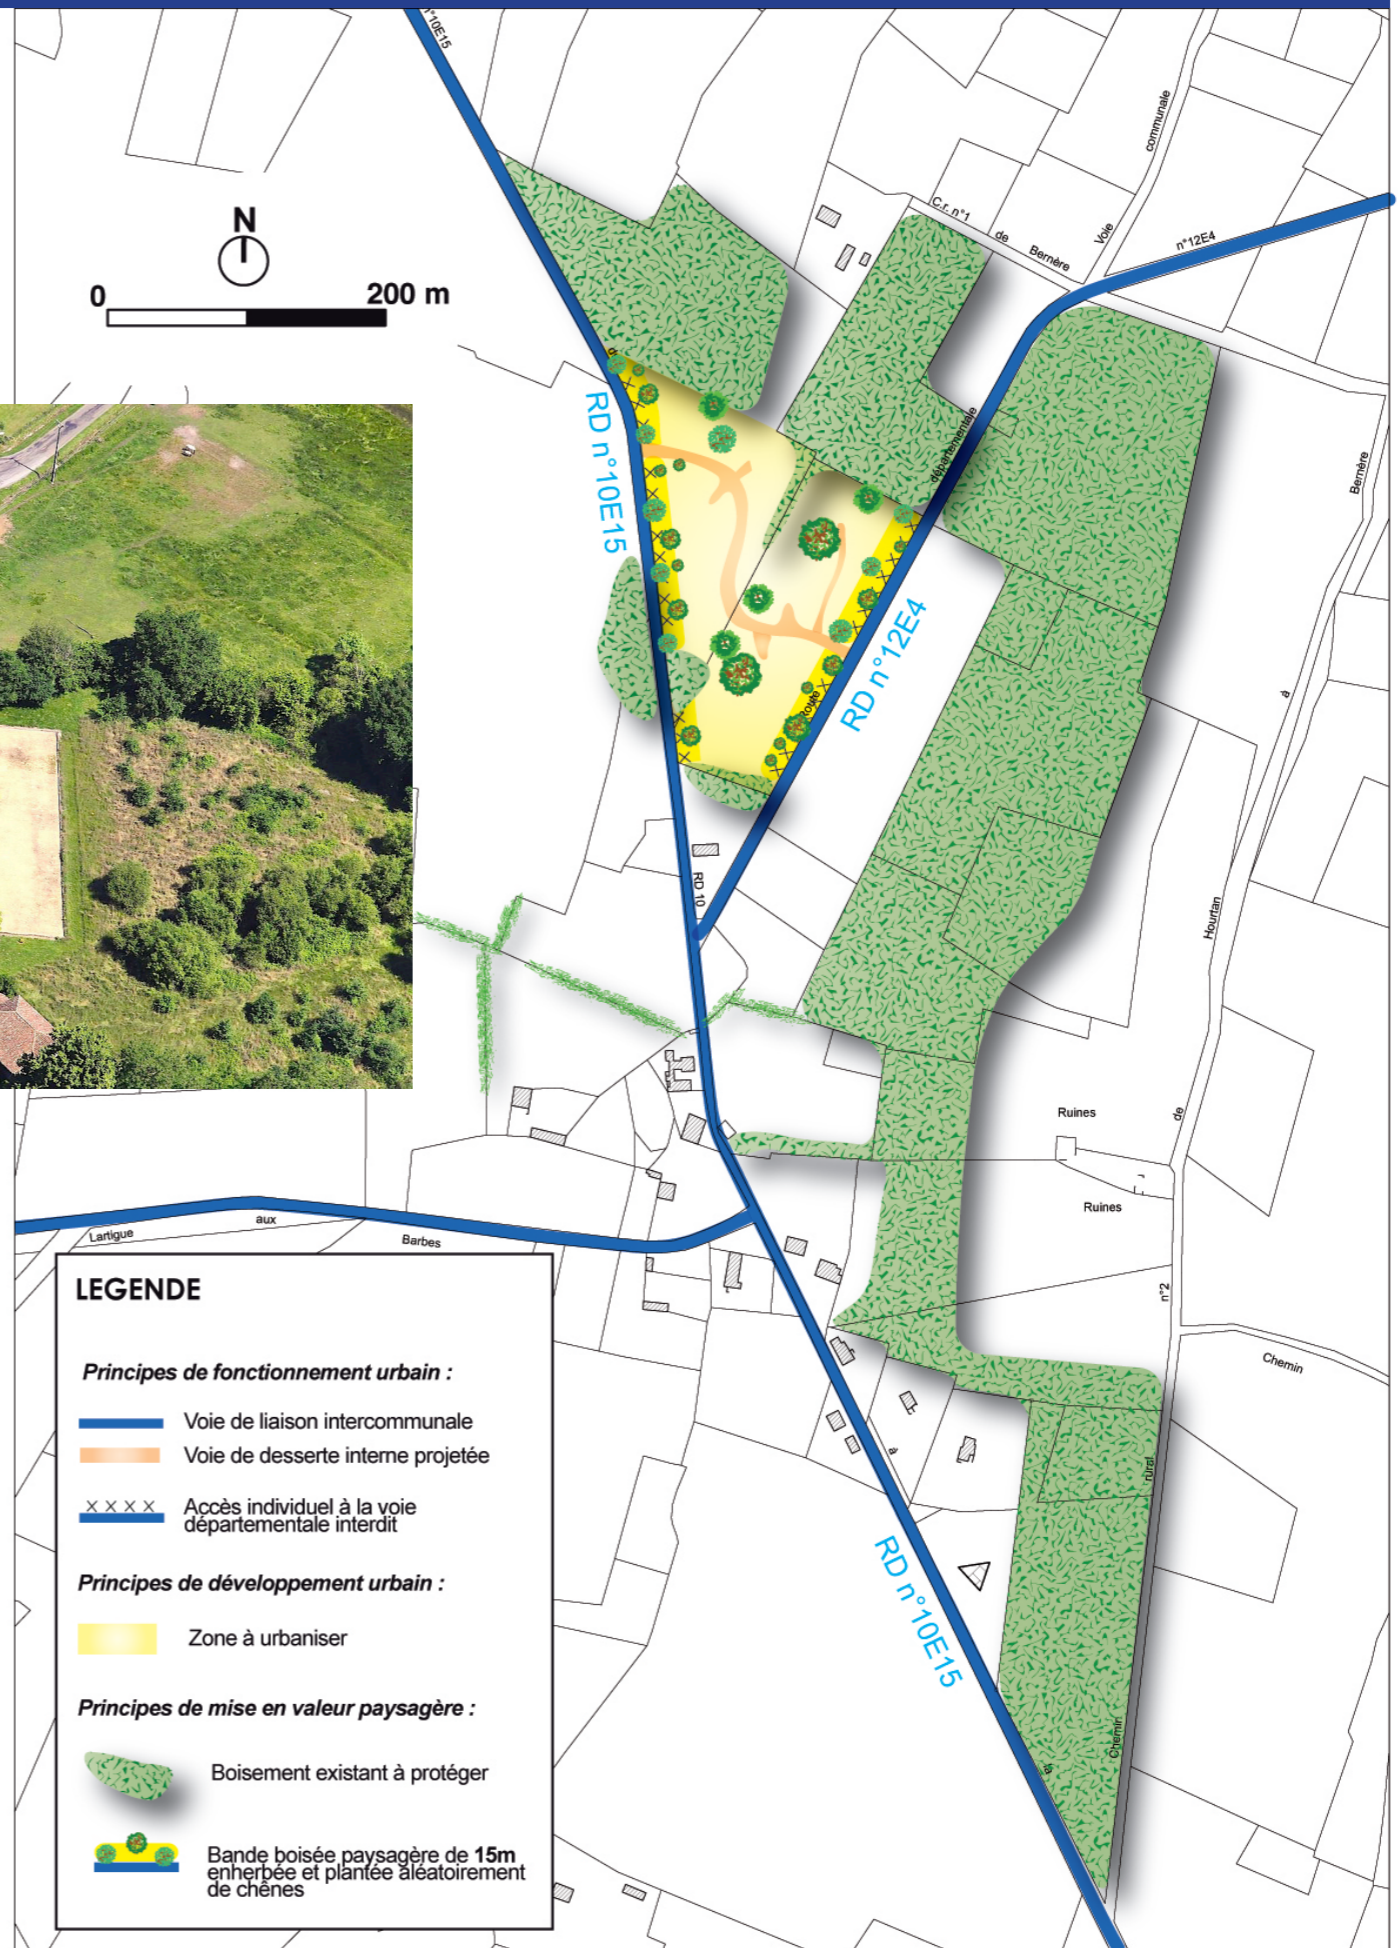 n°10E15
communale
C.r. n°1
de
Bernère
Voie
n°12E4
N
0 200 m
RD n°10E15
départementale
Bernère
RD n°12E4
Route
à
RD 10
Hourtan
Ruines
de
Ruines
Lartigue
aux
Barbes
n°2
Chemin
à
rural
RD n°10E15
Chemin
à
LEGENDE
Principes de fonctionnement urbain :
Voie de liaison intercommunale
Voie de desserte interne projetée
x x x x Accès individuel à la voie
départementale interdit
Principes de développement urbain :
Zone à urbaniser
Principes de mise en valeur paysagère :
Boisement existant à protéger
Bande boisée paysagère de 15m
enherbée et plantée aléatoirement
de chênes